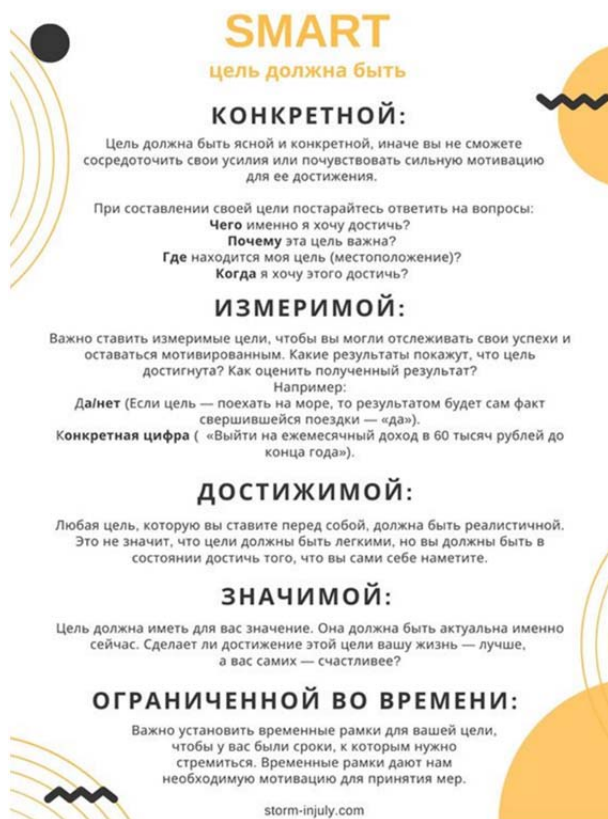 SMART
цель должна быть
КОНКРЕТНОЙ:
Цель должна быть ясной и конкретной, иначе вы не сможете
сосредоточить свои усилия или почувствовать сильную мотивацию
для ее достижения.
При составлении своей цели постарайтесь ответить на вопросы:
Чего именно я хочу достичь?
Почему эта цель важна?
Где находится моя цель (местоположение)?
Когда я хочу этого достичь?
ИЗМЕРИМОЙ:
Важно ставить измеримые цели, чтобы вы могли отслеживать свои успехи и
оставаться мотивированным. Какие результаты покажут, что цель
достигнута? Как оценить полученный результат?
Например:
Да/нет (Если цель — поехать на море, то результатом будет сам факт
свершившейся поездки — «да»).
Конкретная цифра ( «Выйти на ежемесячный доход в 60 тысяч рублей до
конца года»).
ДОСТИЖИМОЙ:
Любая цель, которую вы ставите перед собой, должна быть реалистичной.
Это не значит, что цели должны быть легкими, но вы должны быть в
состоянии достичь того, что вы сами себе наметите.
ЗНАЧИМОЙ:
Цель должна иметь для вас значение. Она должна быть актуальна именно
сейчас. Сделает ли достижение этой цели вашу жизнь — лучше,
а вас самих — счастливее?
ОГРАНИЧЕННОЙ ВО ВРЕМЕНИ:
Важно установить временные рамки для вашей цели,
чтобы у вас были сроки, к которым нужно
стремиться. Временные рамки дают нам
необходимую мотивацию для принятия мер.
storm-injuly.com